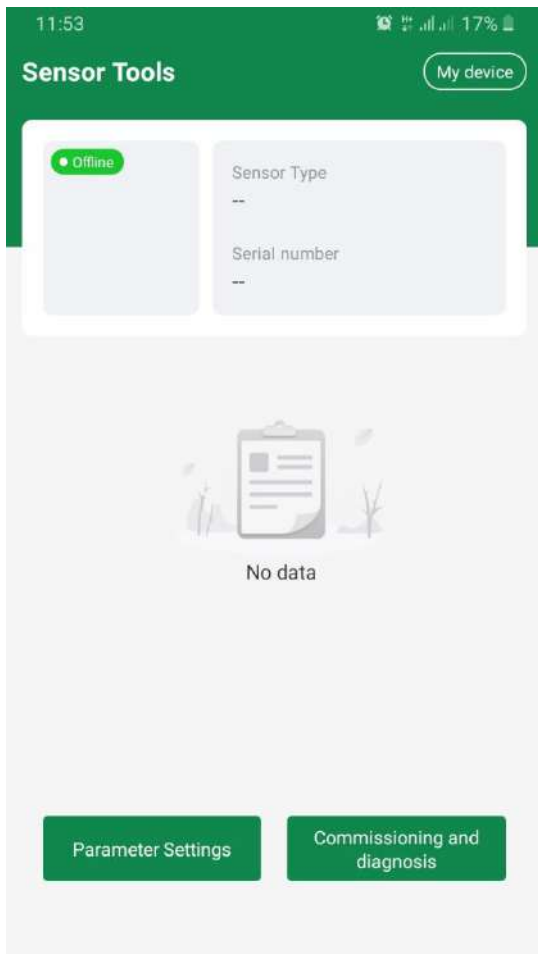 11:53
H+ 17%
Sensor Tools
My device
Offline
Sensor Type
--
Serial number
--
No data
Parameter Settings
Commissioning and
diagnosis